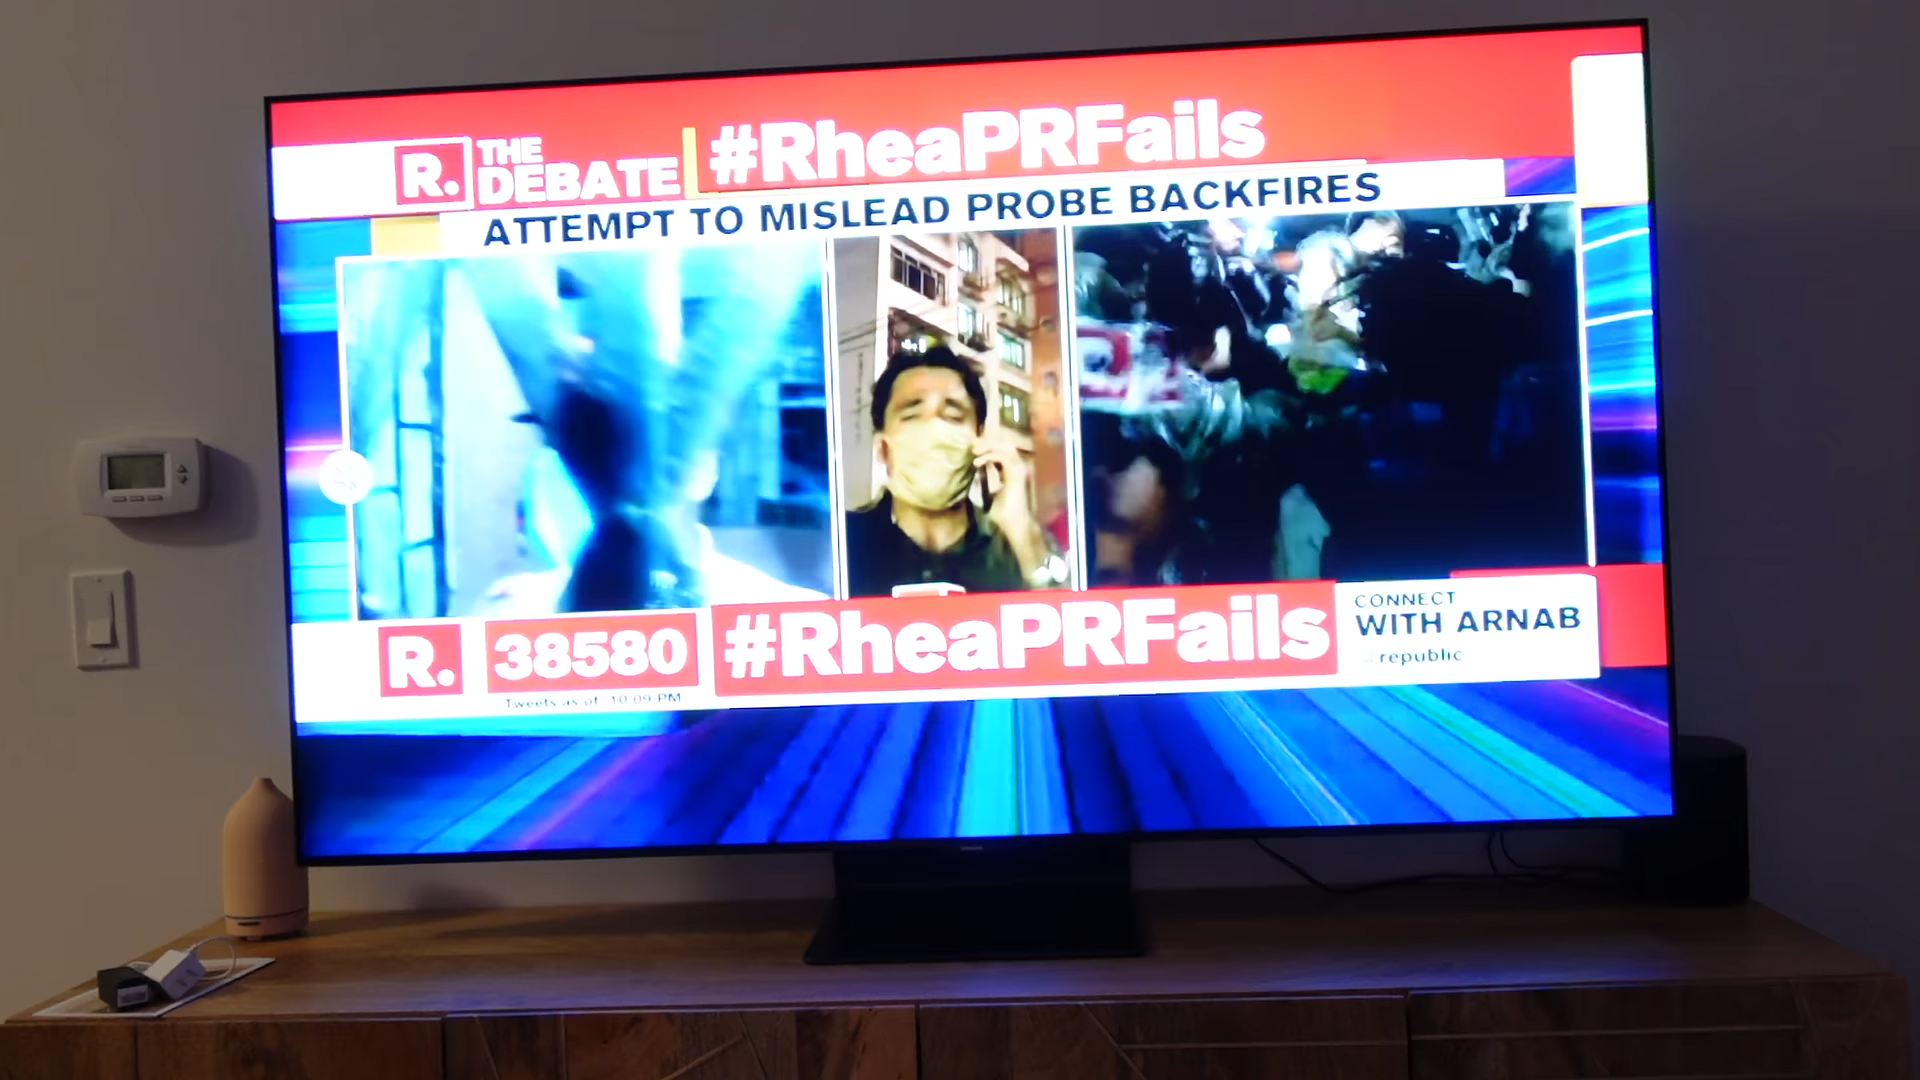 R. THE DEBATE #RheaPRFails
ATTEMPT TO MISLEAD PROBE BACKFIRES
R. 38580 #RheaPRFails
Tweets as of 10:09 PM
CONNECT
WITH ARNAB
republic